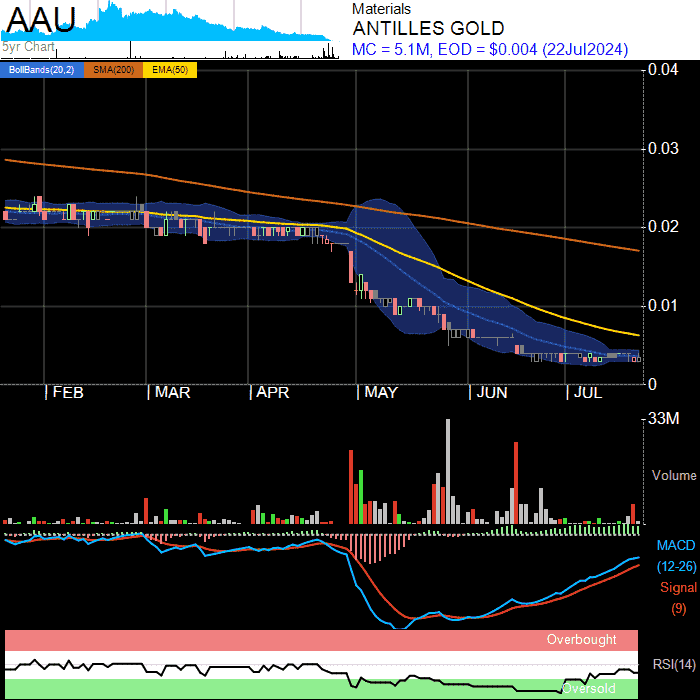 AAU
5yr Chart
Materials
ANTILLES GOLD
MC = 5.1M, EOD = $0.004 (22Jul2024)
BollBands(20,2) SMA(200) EMA(50)
0.04
0.03
0.02
0.01
0
FEB MAR APR MAY JUN JUL
33M
Volume
MACD
(12-26)
Signal
(9)
Overbought
RSI(14)
Oversold